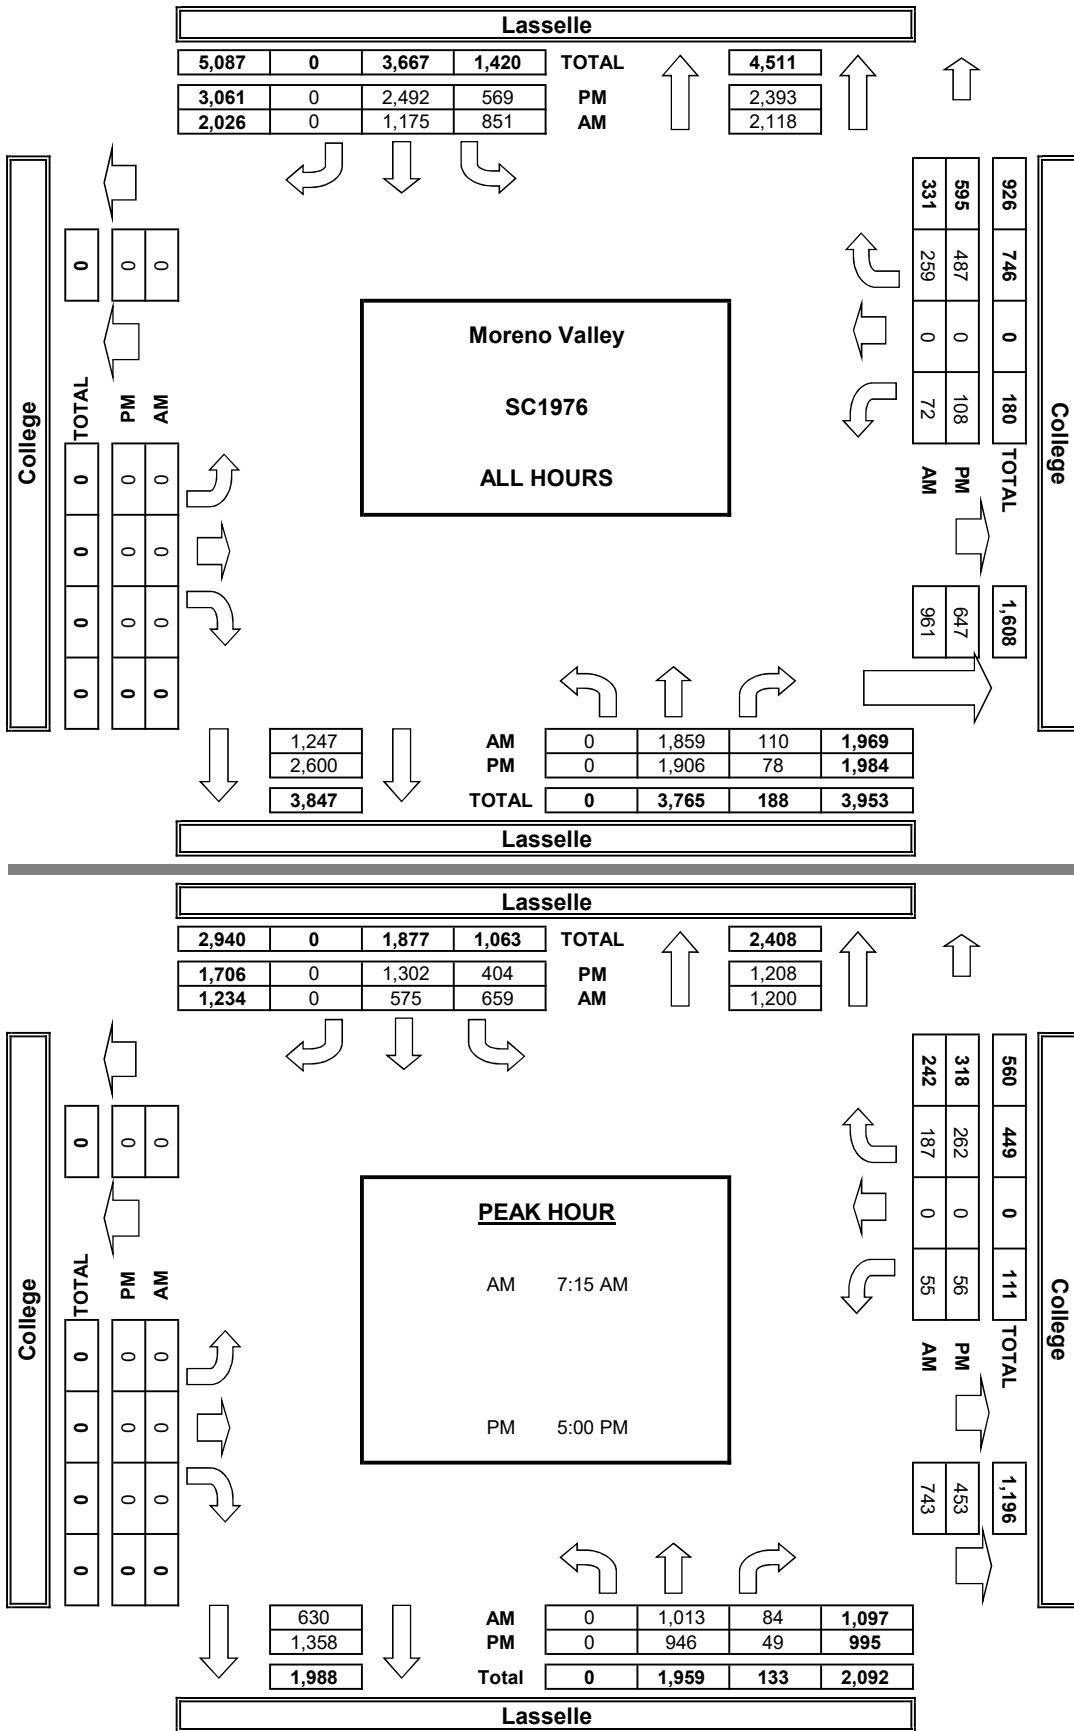 Lasselle
5,087 0 3,667 1,420 TOTAL 4,511
3,061 0 2,492 569 PM 2,393
2,026 0 1,175 851 AM 2,118
College
0
0 0
TOTAL PM AM
0 0 0
0 0 0
0 0 0
0 0 0
Moreno Valley
SC1976
ALL HOURS
926 746 0 180 TOTAL 1,608
595 487 0 108 PM 647
331 259 0 72 AM 961
College
1,247 AM 0 1,859 110 1,969
2,600 PM 0 1,906 78 1,984
3,847 TOTAL 0 3,765 188 3,953
Lasselle
Lasselle
2,940 0 1,877 1,063 TOTAL 2,408
1,706 0 1,302 404 PM 1,208
1,234 0 575 659 AM 1,200
College
0
0 0
TOTAL PM AM
0 0 0
0 0 0
0 0 0
0 0 0
PEAK HOUR
AM 7:15 AM
PM 5:00 PM
560 449 0 111 TOTAL 1,196
318 262 0 56 PM 453
242 187 0 55 AM 743
College
630 AM 0 1,013 84 1,097
1,358 PM 0 946 49 995
1,988 Total 0 1,959 133 2,092
Lasselle